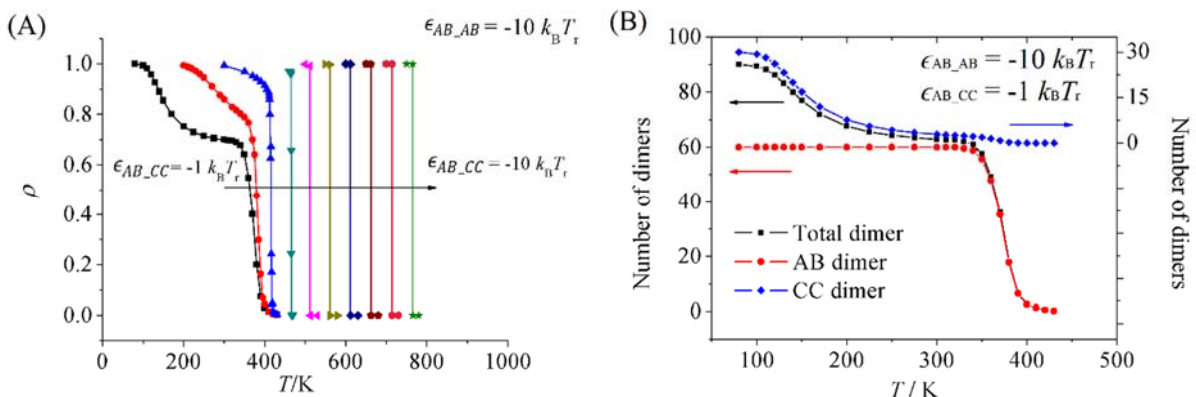 (A)
ϵAB_AB = -10 kBTr
ϵAB_CC = -1 kBTr
ϵAB_CC = -10 kBTr
ρ
1.0
0.8
0.6
0.4
0.2
0.0
0 200 400 600 800 1000
T/K
(B)
ϵAB_AB = -10 kBTr
ϵAB_CC = -1 kBTr
Number of dimers
100
90
80
60
40
20
0
30
15
0
Number of dimers
Total dimer
AB dimer
CC dimer
100 200 300 400 500
T / K